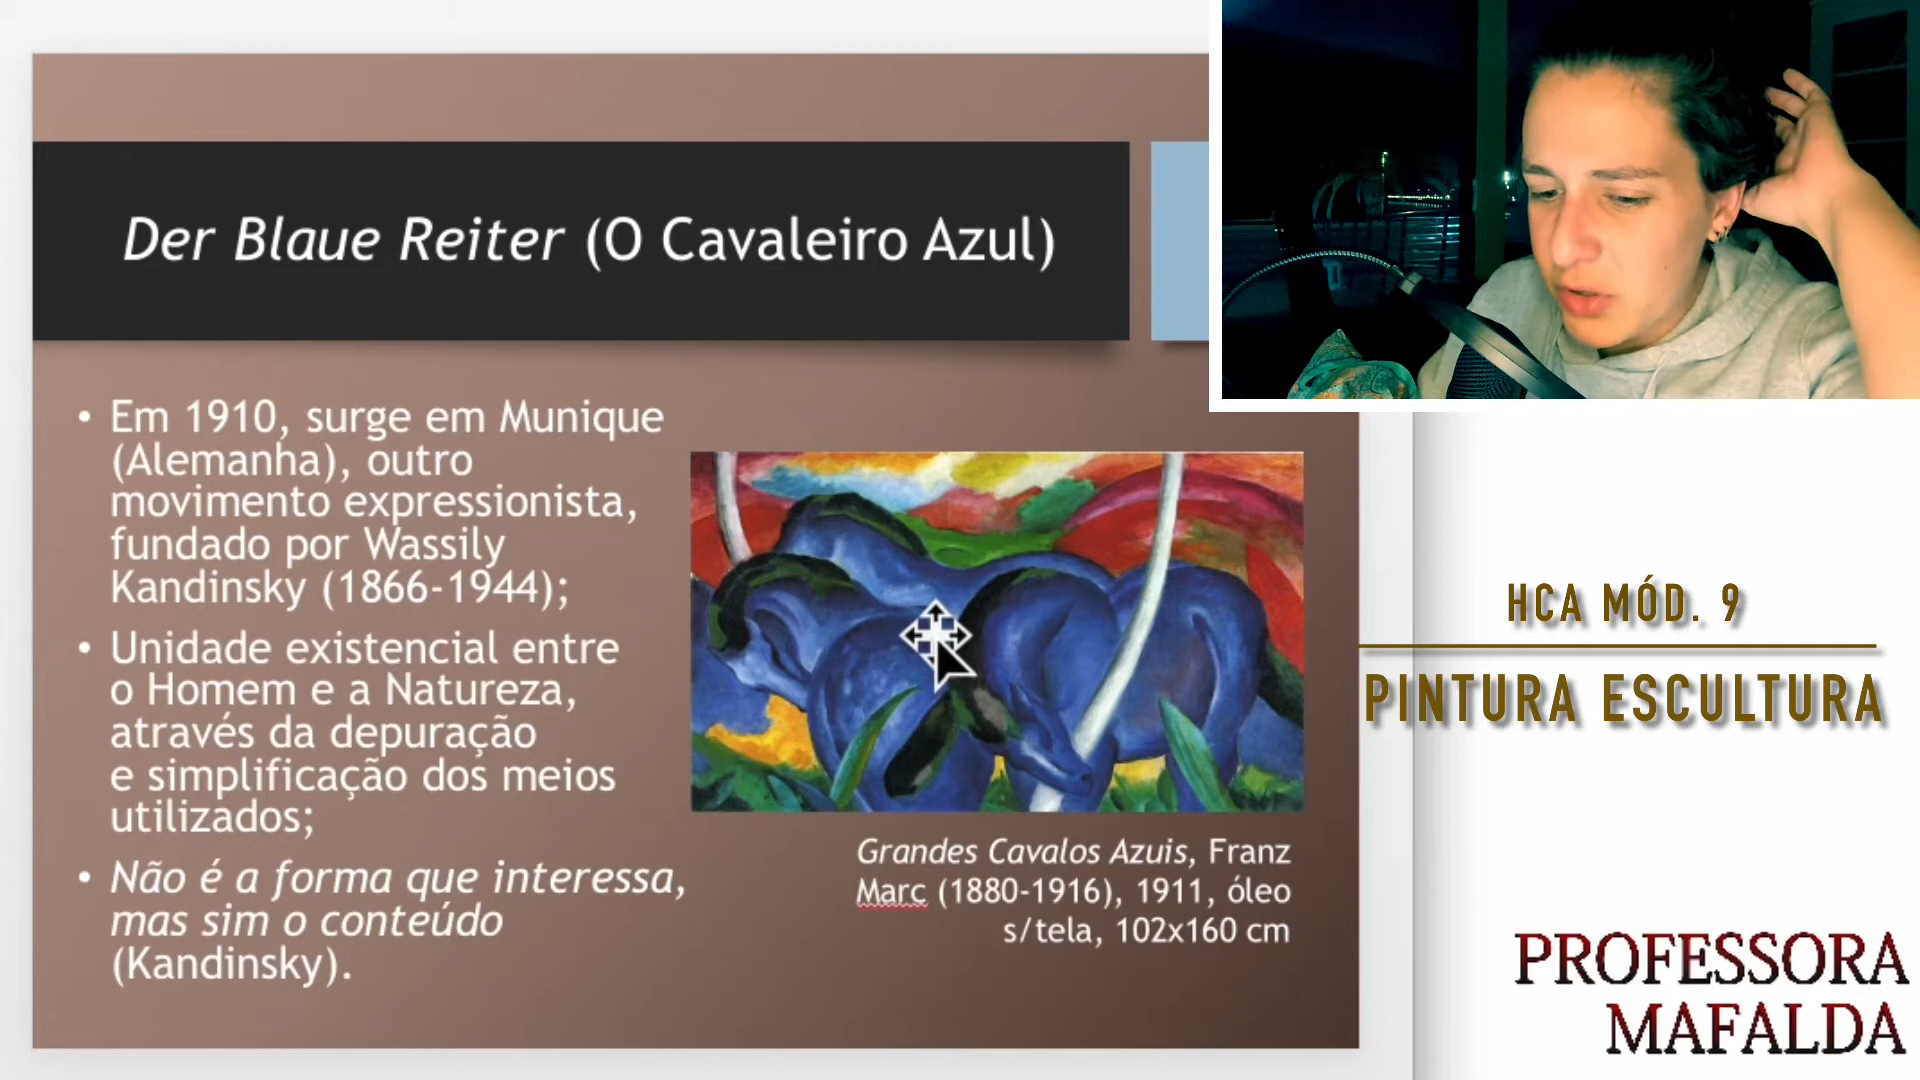 Der Blaue Reiter (O Cavaleiro Azul)
• Em 1910, surge em Munique
(Alemanha), outro
movimento expressionista,
fundado por Wassily
Kandinsky (1866-1944);
• Unidade existencial entre
o Homem e a Natureza,
através da depuração
e simplificação dos meios
utilizados;
• Não é a forma que interessa,
mas sim o conteúdo
(Kandinsky).
Grandes Cavalos Azuis, Franz
Marc (1880-1916), 1911, óleo
s/tela, 102x160 cm
HCA MÓD. 9
PINTURA ESCULTURA
PROFESSORA
MAFALDA